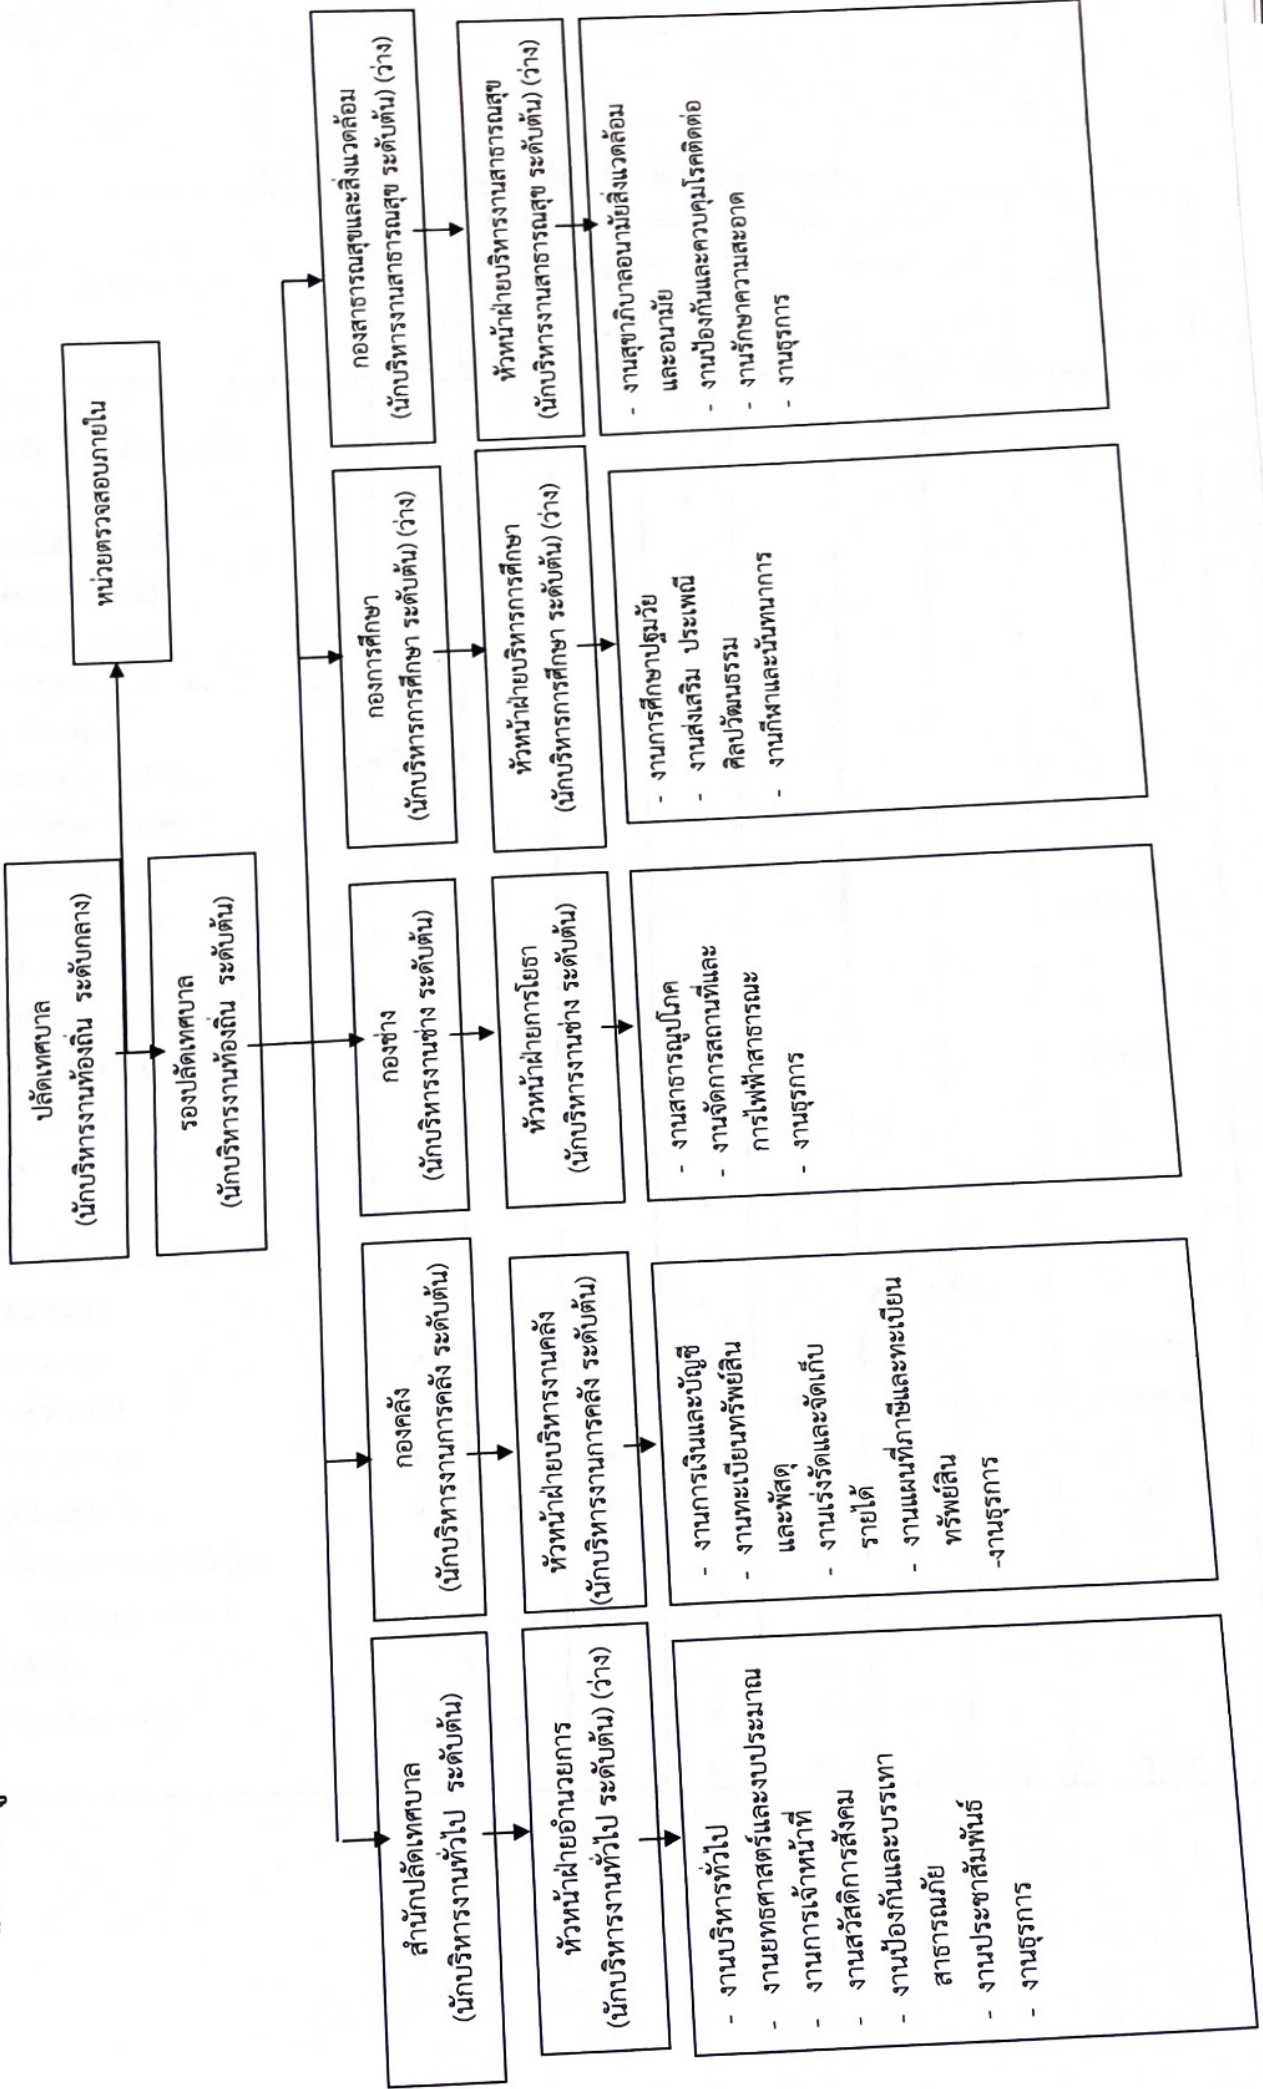 ปลัดเทศบาล
(นักบริหารงานท้องถิ่น ระดับกลาง)
หน่วยตรวจสอบภายใน
รองปลัดเทศบาล
(นักบริหารงานท้องถิ่น ระดับต้น)
สำนักปลัดเทศบาล
(นักบริหารงานทั่วไป ระดับต้น)
หัวหน้าฝ่ายอำนวยการ
(นักบริหารงานทั่วไป ระดับต้น) (ว่าง)
- งานบริหารทั่วไป
- งานยุทธศาสตร์และงบประมาณ
- งานการเจ้าหน้าที่
- งานสวัสดิการสังคม
- งานป้องกันและบรรเทา
สาธารณภัย
- งานประชาสัมพันธ์
- งานธุรการ
กองคลัง
(นักบริหารงานการคลัง ระดับต้น)
หัวหน้าฝ่ายบริหารงานคลัง
(นักบริหารงานการคลัง ระดับต้น)
- งานการเงินและบัญชี
- งานทะเบียนทรัพย์สิน
และพัสดุ
- งานเร่งรัดและจัดเก็บ
รายได้
- งานแผนที่ภาษีและทะเบียน
ทรัพย์สิน
-งานธุรการ
กองช่าง
(นักบริหารงานช่าง ระดับต้น)
หัวหน้าฝ่ายการโยธา
(นักบริหารงานช่าง ระดับต้น)
- งานสาธารณูปโภค
- งานจัดการสถานที่และ
การไฟฟ้าสาธารณะ
- งานธุรการ
กองการศึกษา
(นักบริหารการศึกษา ระดับต้น) (ว่าง)
หัวหน้าฝ่ายบริหารการศึกษา
(นักบริหารการศึกษา ระดับต้น) (ว่าง)
- งานการศึกษาปฐมวัย
- งานส่งเสริม ประเพณี
ศิลปวัฒนธรรม
- งานกีฬาและนันทนาการ
กองสาธารณสุขและสิ่งแวดล้อม
(นักบริหารงานสาธารณสุข ระดับต้น) (ว่าง)
หัวหน้าฝ่ายบริหารงานสาธารณสุข
(นักบริหารงานสาธารณสุข ระดับต้น) (ว่าง)
- งานสุขาภิบาลอนามัยสิ่งแวดล้อม
และอนามัย
- งานป้องกันและควบคุมโรคติดต่อ
- งานรักษาความสะอาด
- งานธุรการ